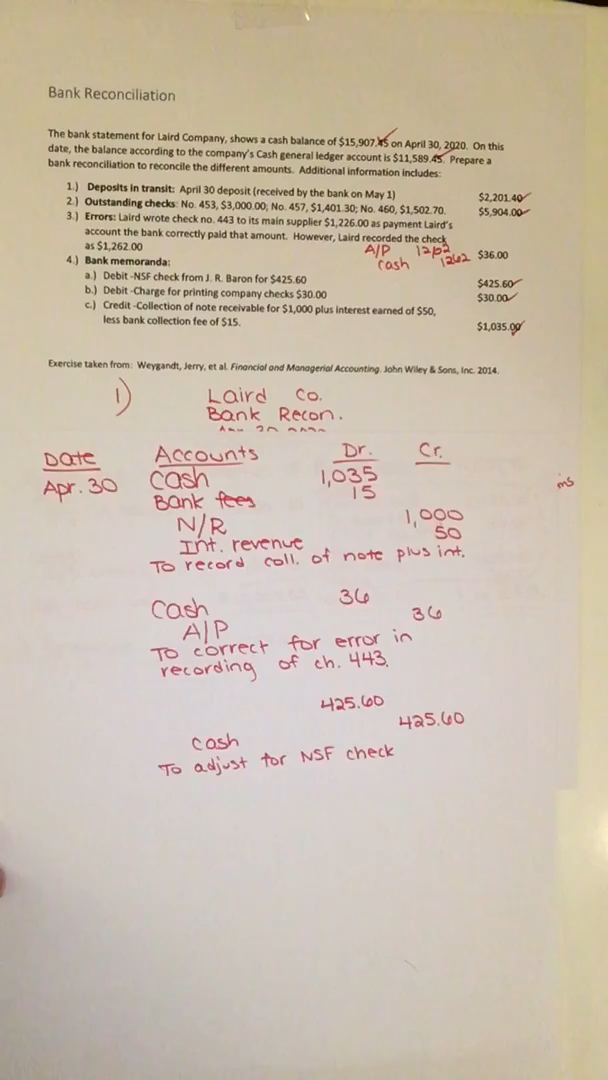 Bank Reconciliation
The bank statement for Laird Company, shows a cash balance of $15,907.45 on April 30, 2020. On this
date, the balance according to the company's Cash general ledger account is $11,589.45. Prepare a
bank reconciliation to reconcile the different amounts. Additional information includes:
1.) Deposits in transit: April 30 deposit (received by the bank on May 1) $2,201.40
2.) Outstanding checks: No. 453, $3,000.00; No. 457, $1,401.30; No. 460, $1,502.70. $5,904.00
3.) Errors: Laird wrote check no. 443 to its main supplier $1,226.00 as payment Laird's
account the bank correctly paid that amount. However, Laird recorded the check
as $1,262.00 $36.00
A/P
cash 1262
4.) Bank memoranda:
a.) Debit -NSF check from J. R. Baron for $425.60 $425.60
b.) Debit -Charge for printing company checks $30.00 $30.00
c.) Credit -Collection of note receivable for $1,000 plus interest earned of $50,
less bank collection fee of $15. $1,035.00
Exercise taken from: Weygandt, Jerry, et al. Financial and Managerial Accounting. John Wiley & Sons, Inc. 2014.
1) Laird Co.
Bank Recon.
Date Accounts Dr. Cr.
Apr. 30 Cash 1,035
Bank fees 15
N/R 1,000
Int. revenue 50
To record coll. of note plus int.
Cash 36
A/P 36
To correct for error in
recording of ch. 443.
425.60
425.60
cash
To adjust for NSF check